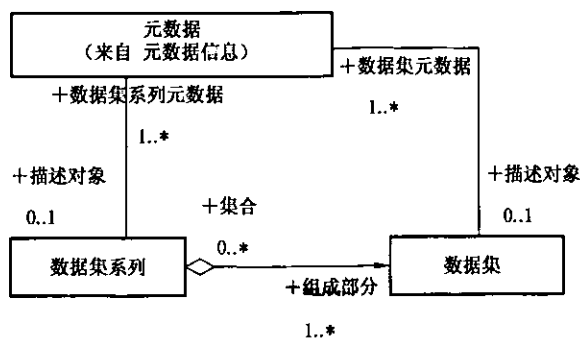 元数据
（来自 元数据信息）
＋数据集系列元数据
1..*
＋数据集元数据
1..*
＋描述对象
0..1
＋集合
0..*
＋描述对象
0..1
数据集系列
＋组成部分
1..*
数据集